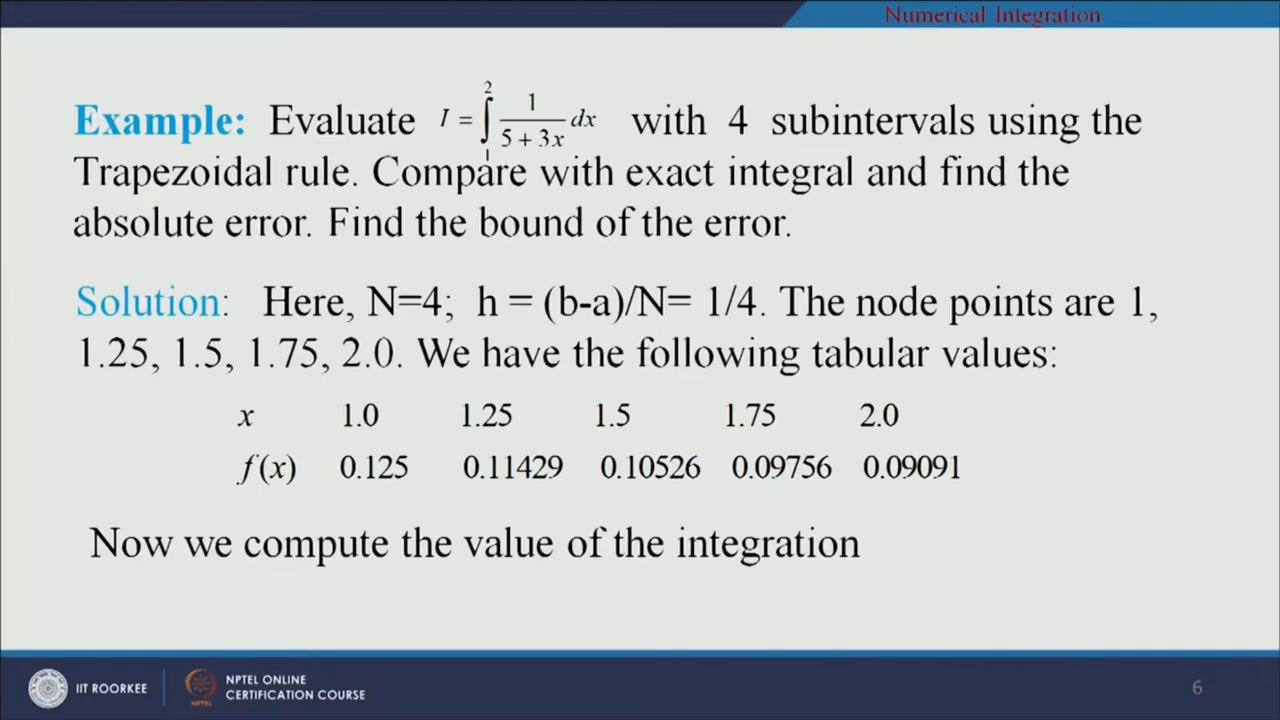 Numerical Integration
Example: Evaluate I = ∫₁² 1/(5 + 3x) dx with 4 subintervals using the
Trapezoidal rule. Compare with exact integral and find the
absolute error. Find the bound of the error.
Solution: Here, N=4; h = (b-a)/N= 1/4. The node points are 1,
1.25, 1.5, 1.75, 2.0. We have the following tabular values:
x 1.0 1.25 1.5 1.75 2.0
f(x) 0.125 0.11429 0.10526 0.09756 0.09091
Now we compute the value of the integration
IIT ROORKEE
NPTEL
NPTEL ONLINE
CERTIFICATION COURSE
6